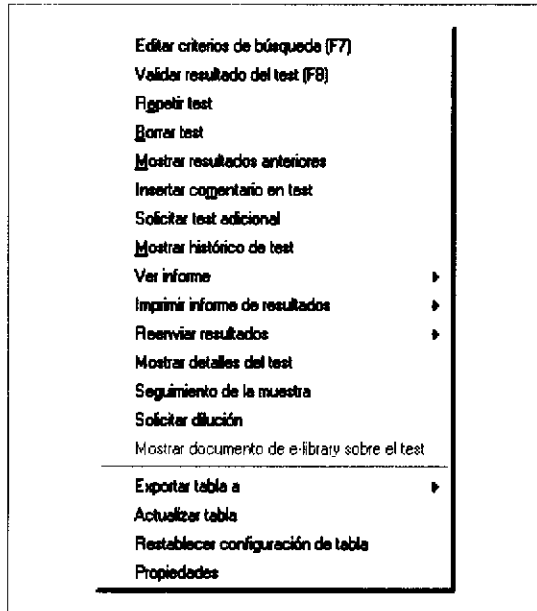 Editar criterios de búsqueda (F7)
Validar resultado del test (F8)
Repetir test
Borrar test
Mostrar resultados anteriores
Insertar comentario en test
Solicitar test adicional
Mostrar histórico de test
Ver informe
Imprimir informe de resultados
Reenviar resultados
Mostrar detalles del test
Seguimiento de la muestra
Solicitar dilución
Mostrar documento de e-library sobre el test
Exportar tabla a
Actualizar tabla
Restablecer configuración de tabla
Propiedades